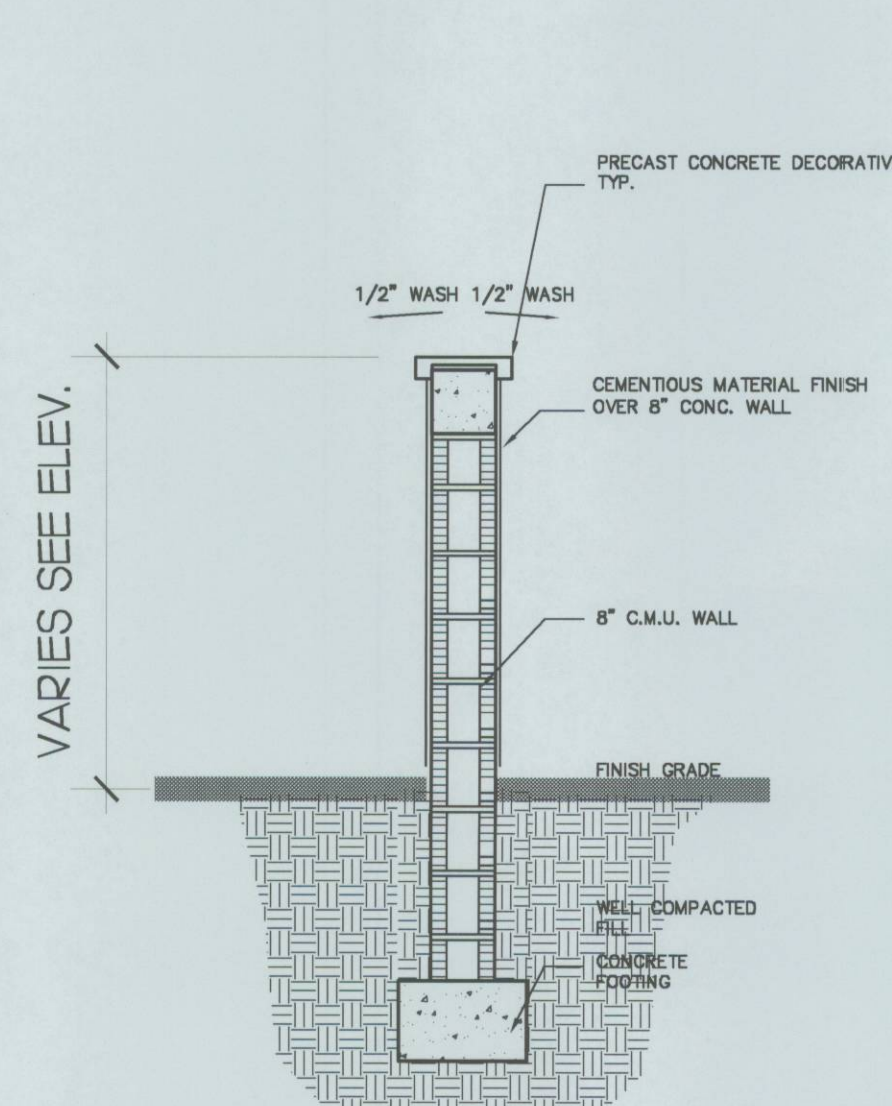 PRECAST CONCRETE DECORATIV
TYP.
1/2" WASH 1/2" WASH
CEMENTIOUS MATERIAL FINISH
OVER 8" CONC. WALL
VARIES SEE ELEV.
8" C.M.U. WALL
FINISH GRADE
WELL COMPACTED
FILL
CONCRETE
FOOTING